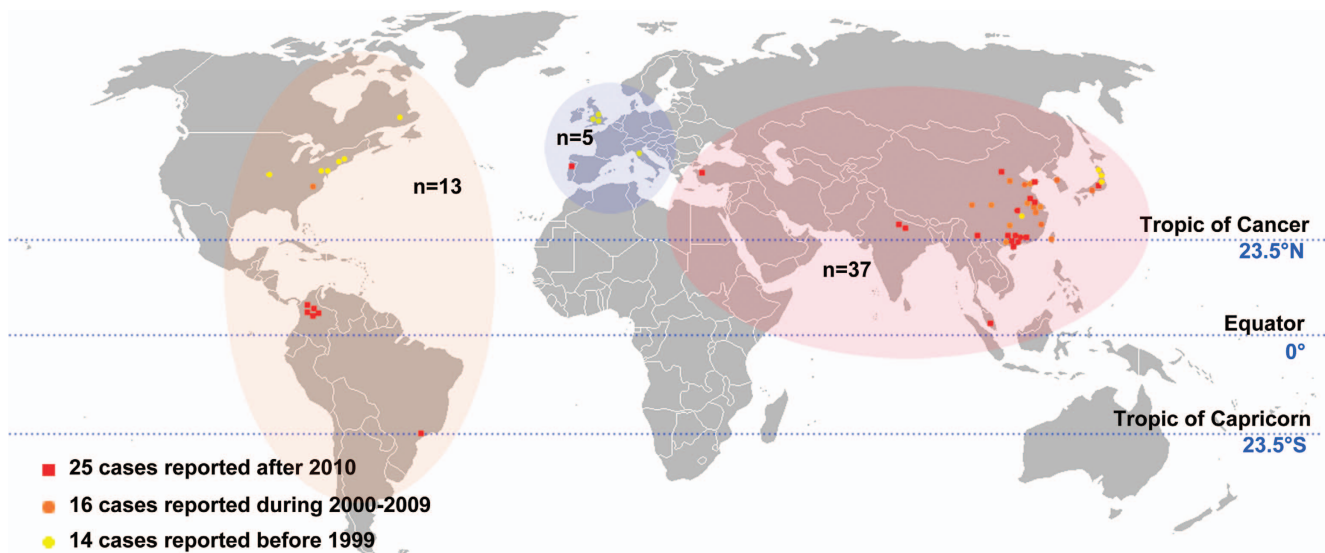 n=5
n=13
Tropic of Cancer
23.5°N
n=37
Equator
0°
Tropic of Capricorn
23.5°S
25 cases reported after 2010
16 cases reported during 2000-2009
14 cases reported before 1999